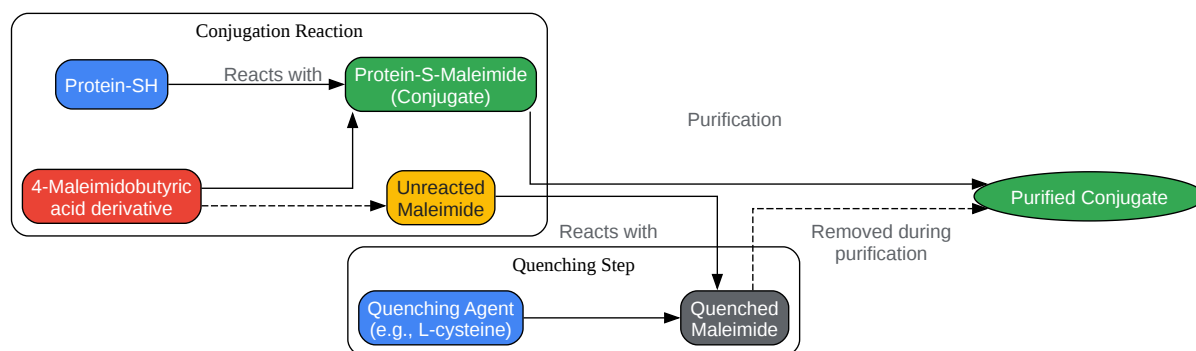 Conjugation Reaction
Protein-SH
Reacts with
Protein-S-Maleimide
(Conjugate)
Purification
4-Maleimidobutyric
acid derivative
Unreacted
Maleimide
Purified Conjugate
Reacts with
Removed during
purification
Quenching Step
Quenching Agent
(e.g., L-cysteine)
Quenched
Maleimide